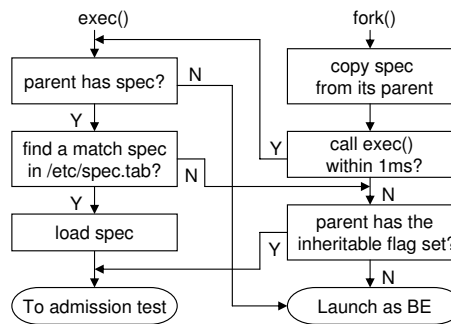 exec()
fork()
parent has spec?
N
copy spec
from its parent
Y
find a match spec
in /etc/spec.tab?
Y
call exec()
within 1ms?
N
N
Y
load spec
Y
parent has the
inheritable flag set?
N
To admission test
Launch as BE